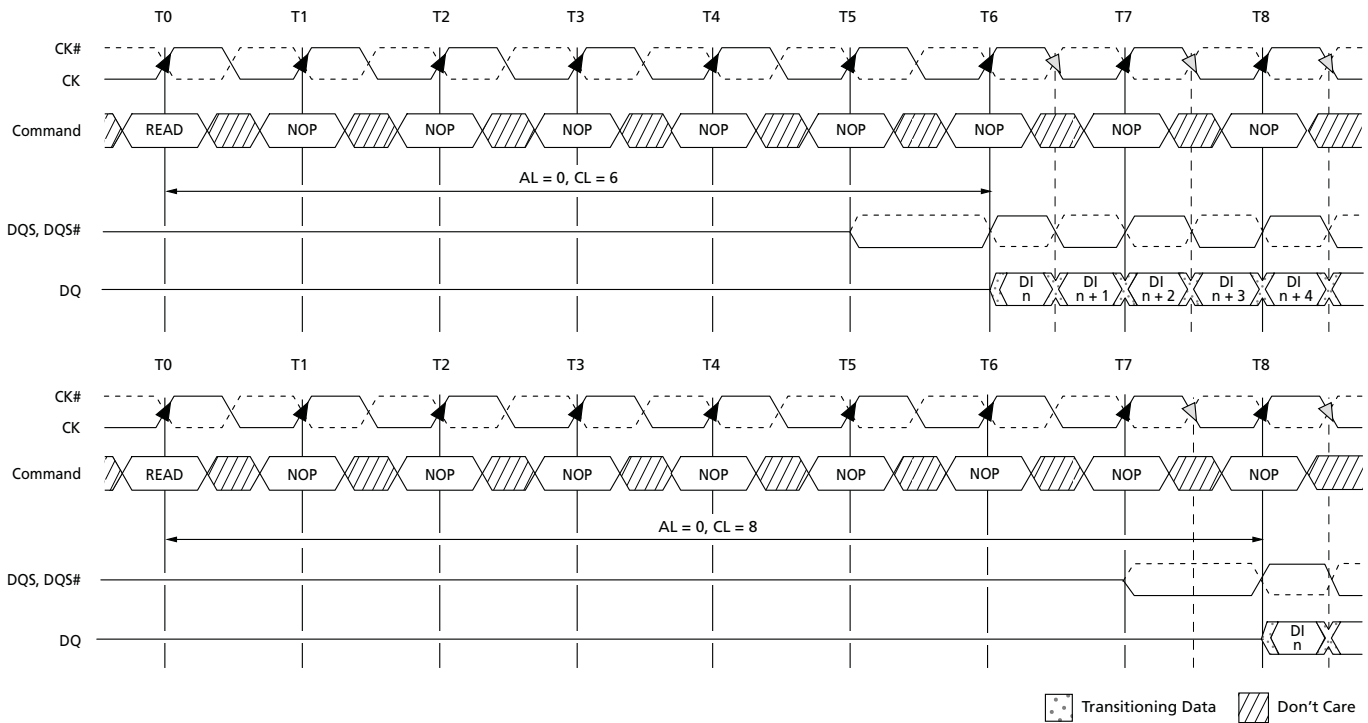 T0 T1 T2 T3 T4 T5 T6 T7 T8
CK#
CK
Command READ NOP NOP NOP NOP NOP NOP NOP NOP
AL = 0, CL = 6
DQS, DQS#
DQ DI n DI n + 1 DI n + 2 DI n + 3 DI n + 4
T0 T1 T2 T3 T4 T5 T6 T7 T8
CK#
CK
Command READ NOP NOP NOP NOP NOP NOP NOP NOP
AL = 0, CL = 8
DQS, DQS#
DQ DI n
Transitioning Data Don't Care